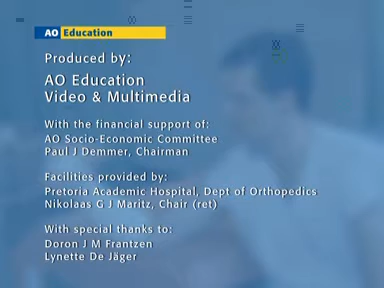 AO Education
Produced by:
AO Education
Video & Multimedia
With the financial support of:
AO Socio-Economic Committee
Paul J Demmer, Chairman
Facilities provided by:
Pretoria Academic Hospital, Dept of Orthopedics
Nikolaas G J Maritz, Chair (ret)
With special thanks to:
Doron J M Frantzen
Lynette De Jäger